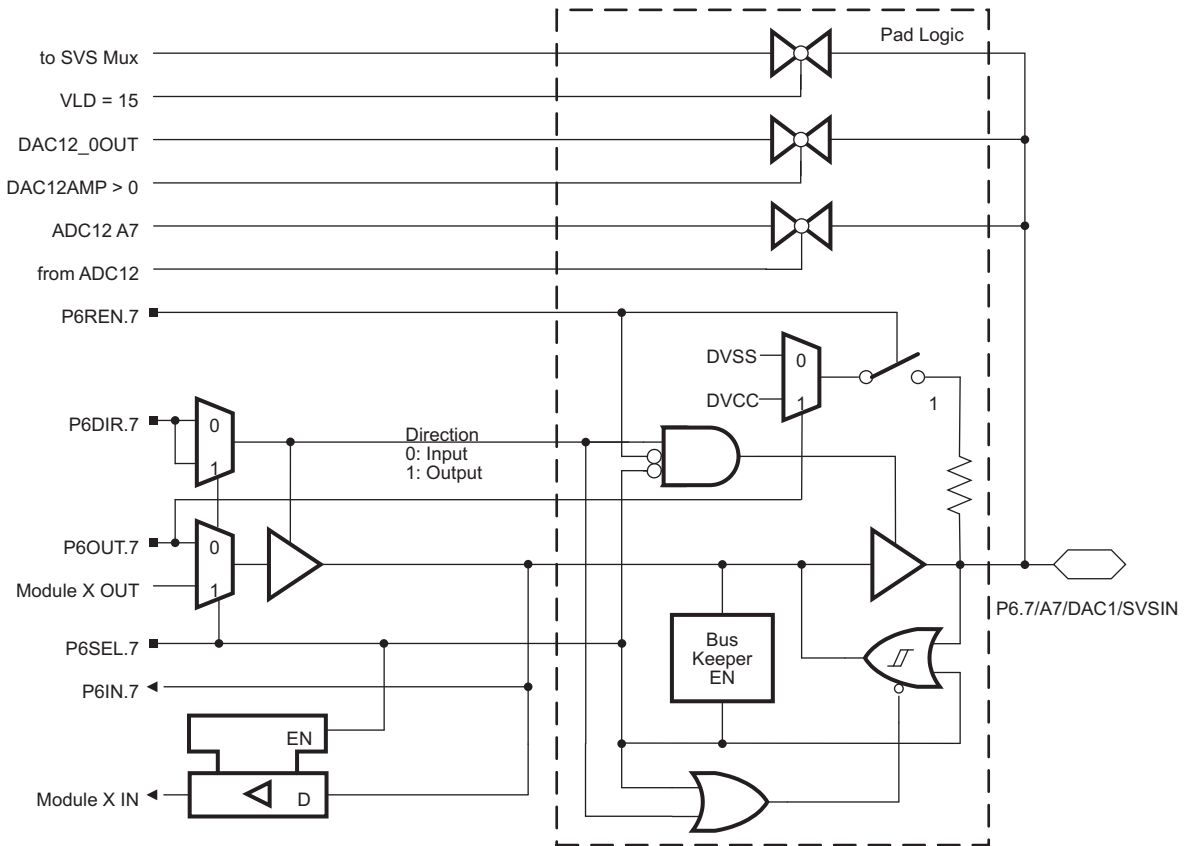 Pad Logic
to SVS Mux
VLD = 15
DAC12_0OUT
DAC12AMP > 0
ADC12 A7
from ADC12
P6REN.7
DVSS
0
DVCC
1
1
P6DIR.7
0
1
Direction
0: Input
1: Output
P6OUT.7
0
Module X OUT
1
P6.7/A7/DAC1/SVSIN
P6SEL.7
Bus
Keeper
EN
P6IN.7
EN
Module X IN
D